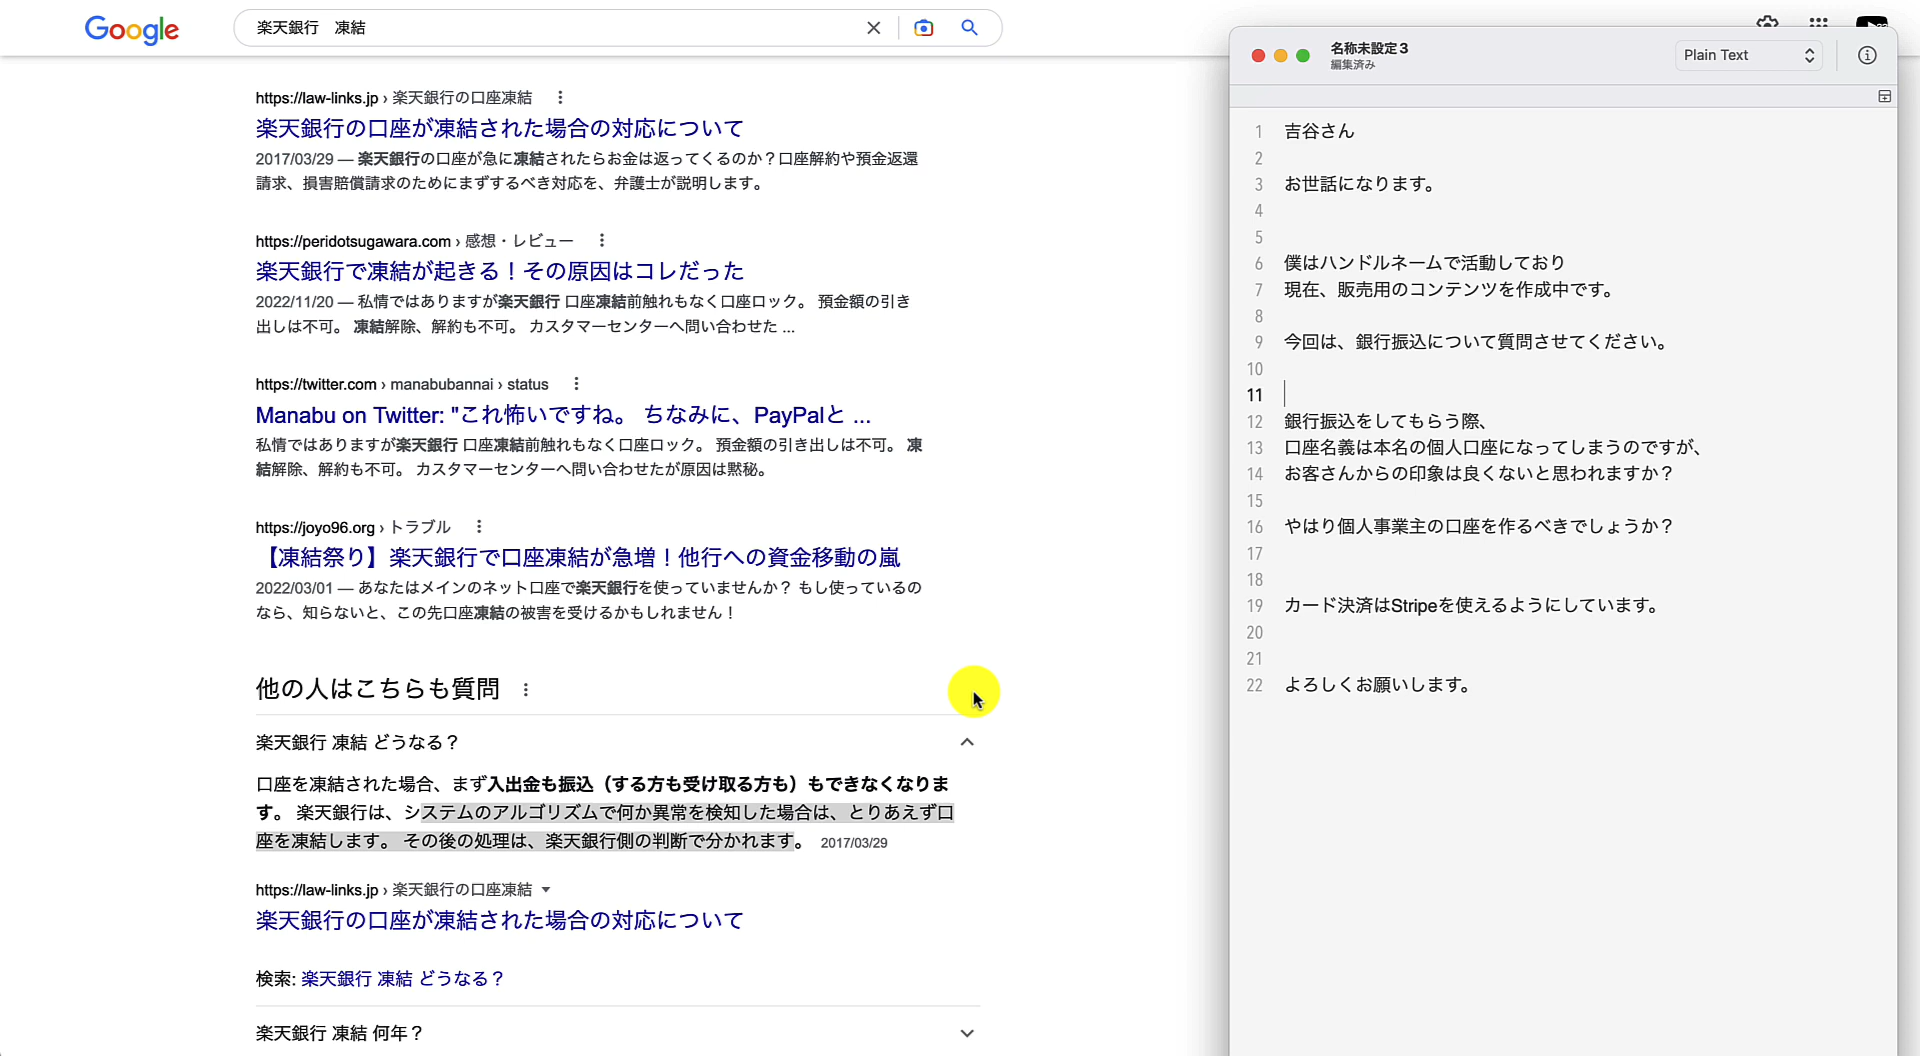 Google
楽天銀行　凍結
https://law-links.jp › 楽天銀行の口座凍結
楽天銀行の口座が凍結された場合の対応について
2017/03/29 — 楽天銀行の口座が急に凍結されたらお金は返ってくるのか？口座解約や預金返還
請求、損害賠償請求のためにまずするべき対応を、弁護士が説明します。
https://peridotsugawara.com › 感想・レビュー
楽天銀行で凍結が起きる！その原因はコレだった
2022/11/20 — 私情ではありますが楽天銀行 口座凍結前触れもなく口座ロック。 預金額の引き
出しは不可。 凍結解除、解約も不可。 カスタマーセンターへ問い合わせた ...
https://twitter.com › manabubannai › status
Manabu on Twitter: "これ怖いですね。 ちなみに、PayPalと ...
私情ではありますが楽天銀行 口座凍結前触れもなく口座ロック。 預金額の引き出しは不可。 凍
結解除、解約も不可。 カスタマーセンターへ問い合わせたが原因は黙秘。
https://joyo96.org › トラブル
【凍結祭り】楽天銀行で口座凍結が急増！他行への資金移動の嵐
2022/03/01 — あなたはメインのネット口座で楽天銀行を使っていませんか？ もし使っているの
なら、知らないと、この先口座凍結の被害を受けるかもしれません！
他の人はこちらも質問
楽天銀行 凍結 どうなる？
口座を凍結された場合、まず入出金も振込（する方も受け取る方も）もできなくなりま
す。 楽天銀行は、システムのアルゴリズムで何か異常を検知した場合は、とりあえず口
座を凍結します。 その後の処理は、楽天銀行側の判断で分かれます。 2017/03/29
https://law-links.jp › 楽天銀行の口座凍結
楽天銀行の口座が凍結された場合の対応について
検索: 楽天銀行 凍結 どうなる？
楽天銀行 凍結 何年？
名称未設定 3
編集済み
Plain Text
1 吉谷さん
2
3 お世話になります。
4
5
6 僕はハンドルネームで活動しており
7 現在、販売用のコンテンツを作成中です。
8
9 今回は、銀行振込について質問させてください。
10
11
12 銀行振込をしてもらう際、
13 口座名義は本名の個人口座になってしまうのですが、
14 お客さんからの印象は良くないと思われますか？
15
16 やはり個人事業主の口座を作るべきでしょうか？
17
18
19 カード決済はStripeを使えるようにしています。
20
21
22 よろしくお願いします。